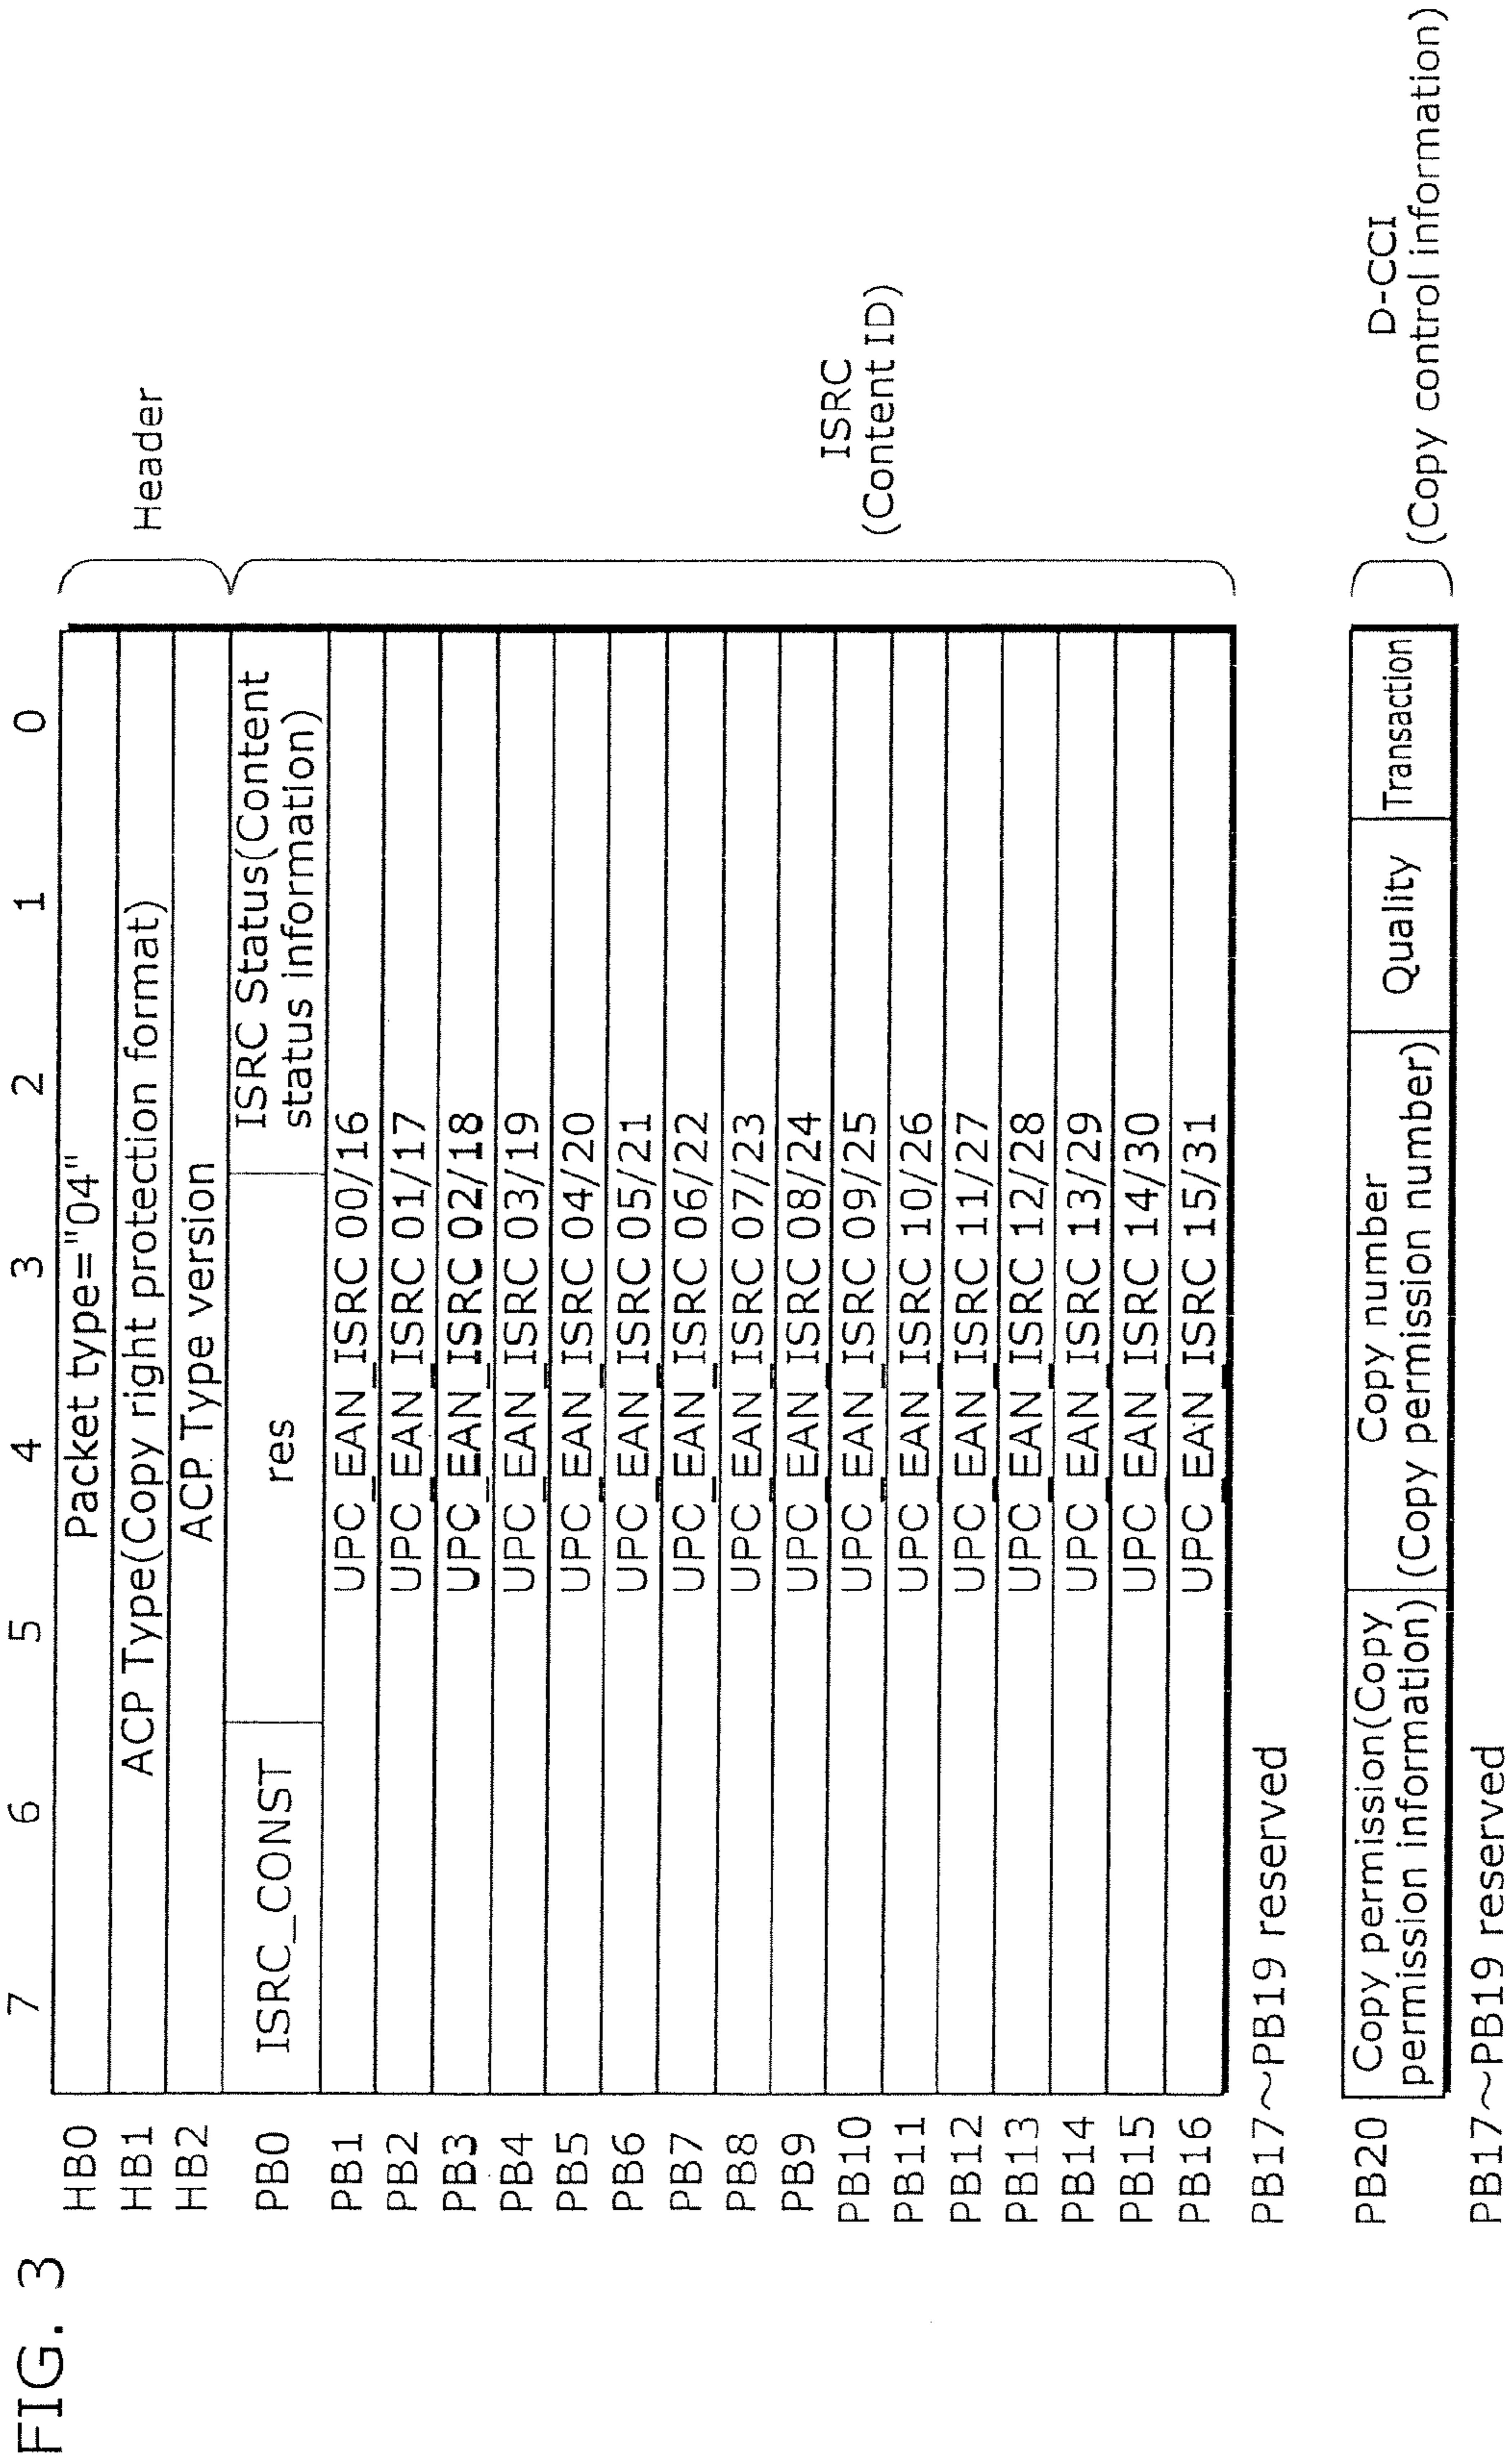 FIG. 3
7 6 5 4 3 2 1 0
HB0 Packet type="04"
HB1 ACP Type(Copy right protection format)
HB2 ACP Type version
Header
PB0 ISRC_CONST res ISRC Status(Content
status information)
PB1 UPC_EAN_ISRC 00/16
PB2 UPC_EAN_ISRC 01/17
PB3 UPC_EAN_ISRC 02/18
PB4 UPC_EAN_ISRC 03/19
PB5 UPC_EAN_ISRC 04/20
PB6 UPC_EAN_ISRC 05/21
PB7 UPC_EAN_ISRC 06/22
PB8 UPC_EAN_ISRC 07/23
PB9 UPC_EAN_ISRC 08/24
PB10 UPC_EAN_ISRC 09/25
PB11 UPC_EAN_ISRC 10/26
PB12 UPC_EAN_ISRC 11/27
PB13 UPC_EAN_ISRC 12/28
PB14 UPC_EAN_ISRC 13/29
PB15 UPC_EAN_ISRC 14/30
PB16 UPC_EAN_ISRC 15/31
ISRC
(Content ID)
PB17~PB19 reserved
PB20 Copy permission(Copy
permission information)
Copy number
(Copy permission number)
Quality
Transaction
D-CCI
(Copy control information)
PB17~PB19 reserved